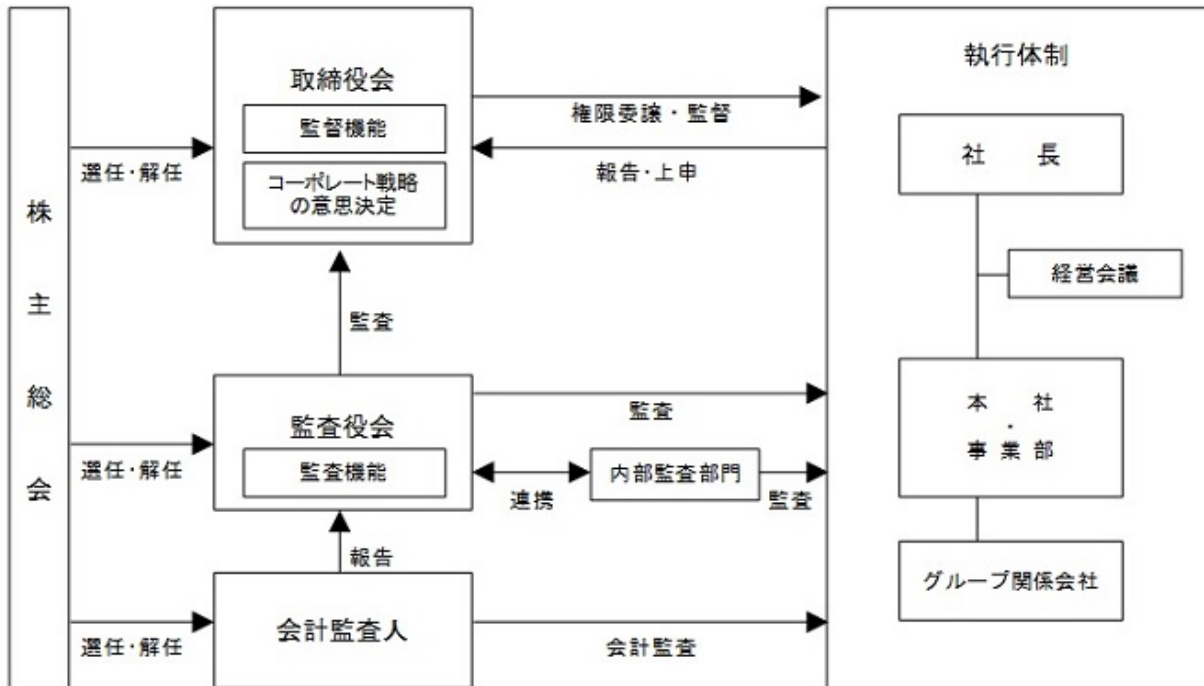 株主総会
選任・解任
選任・解任
選任・解任
取締役会
監督機能
コーポレート戦略
の意思決定
監査
監査役会
監査機能
報告
会計監査人
権限委譲・監督
報告・上申
監査
連携
内部監査部門
監査
会計監査
執行体制
社　長
経営会議
本　社
・
事業部
グループ関係会社